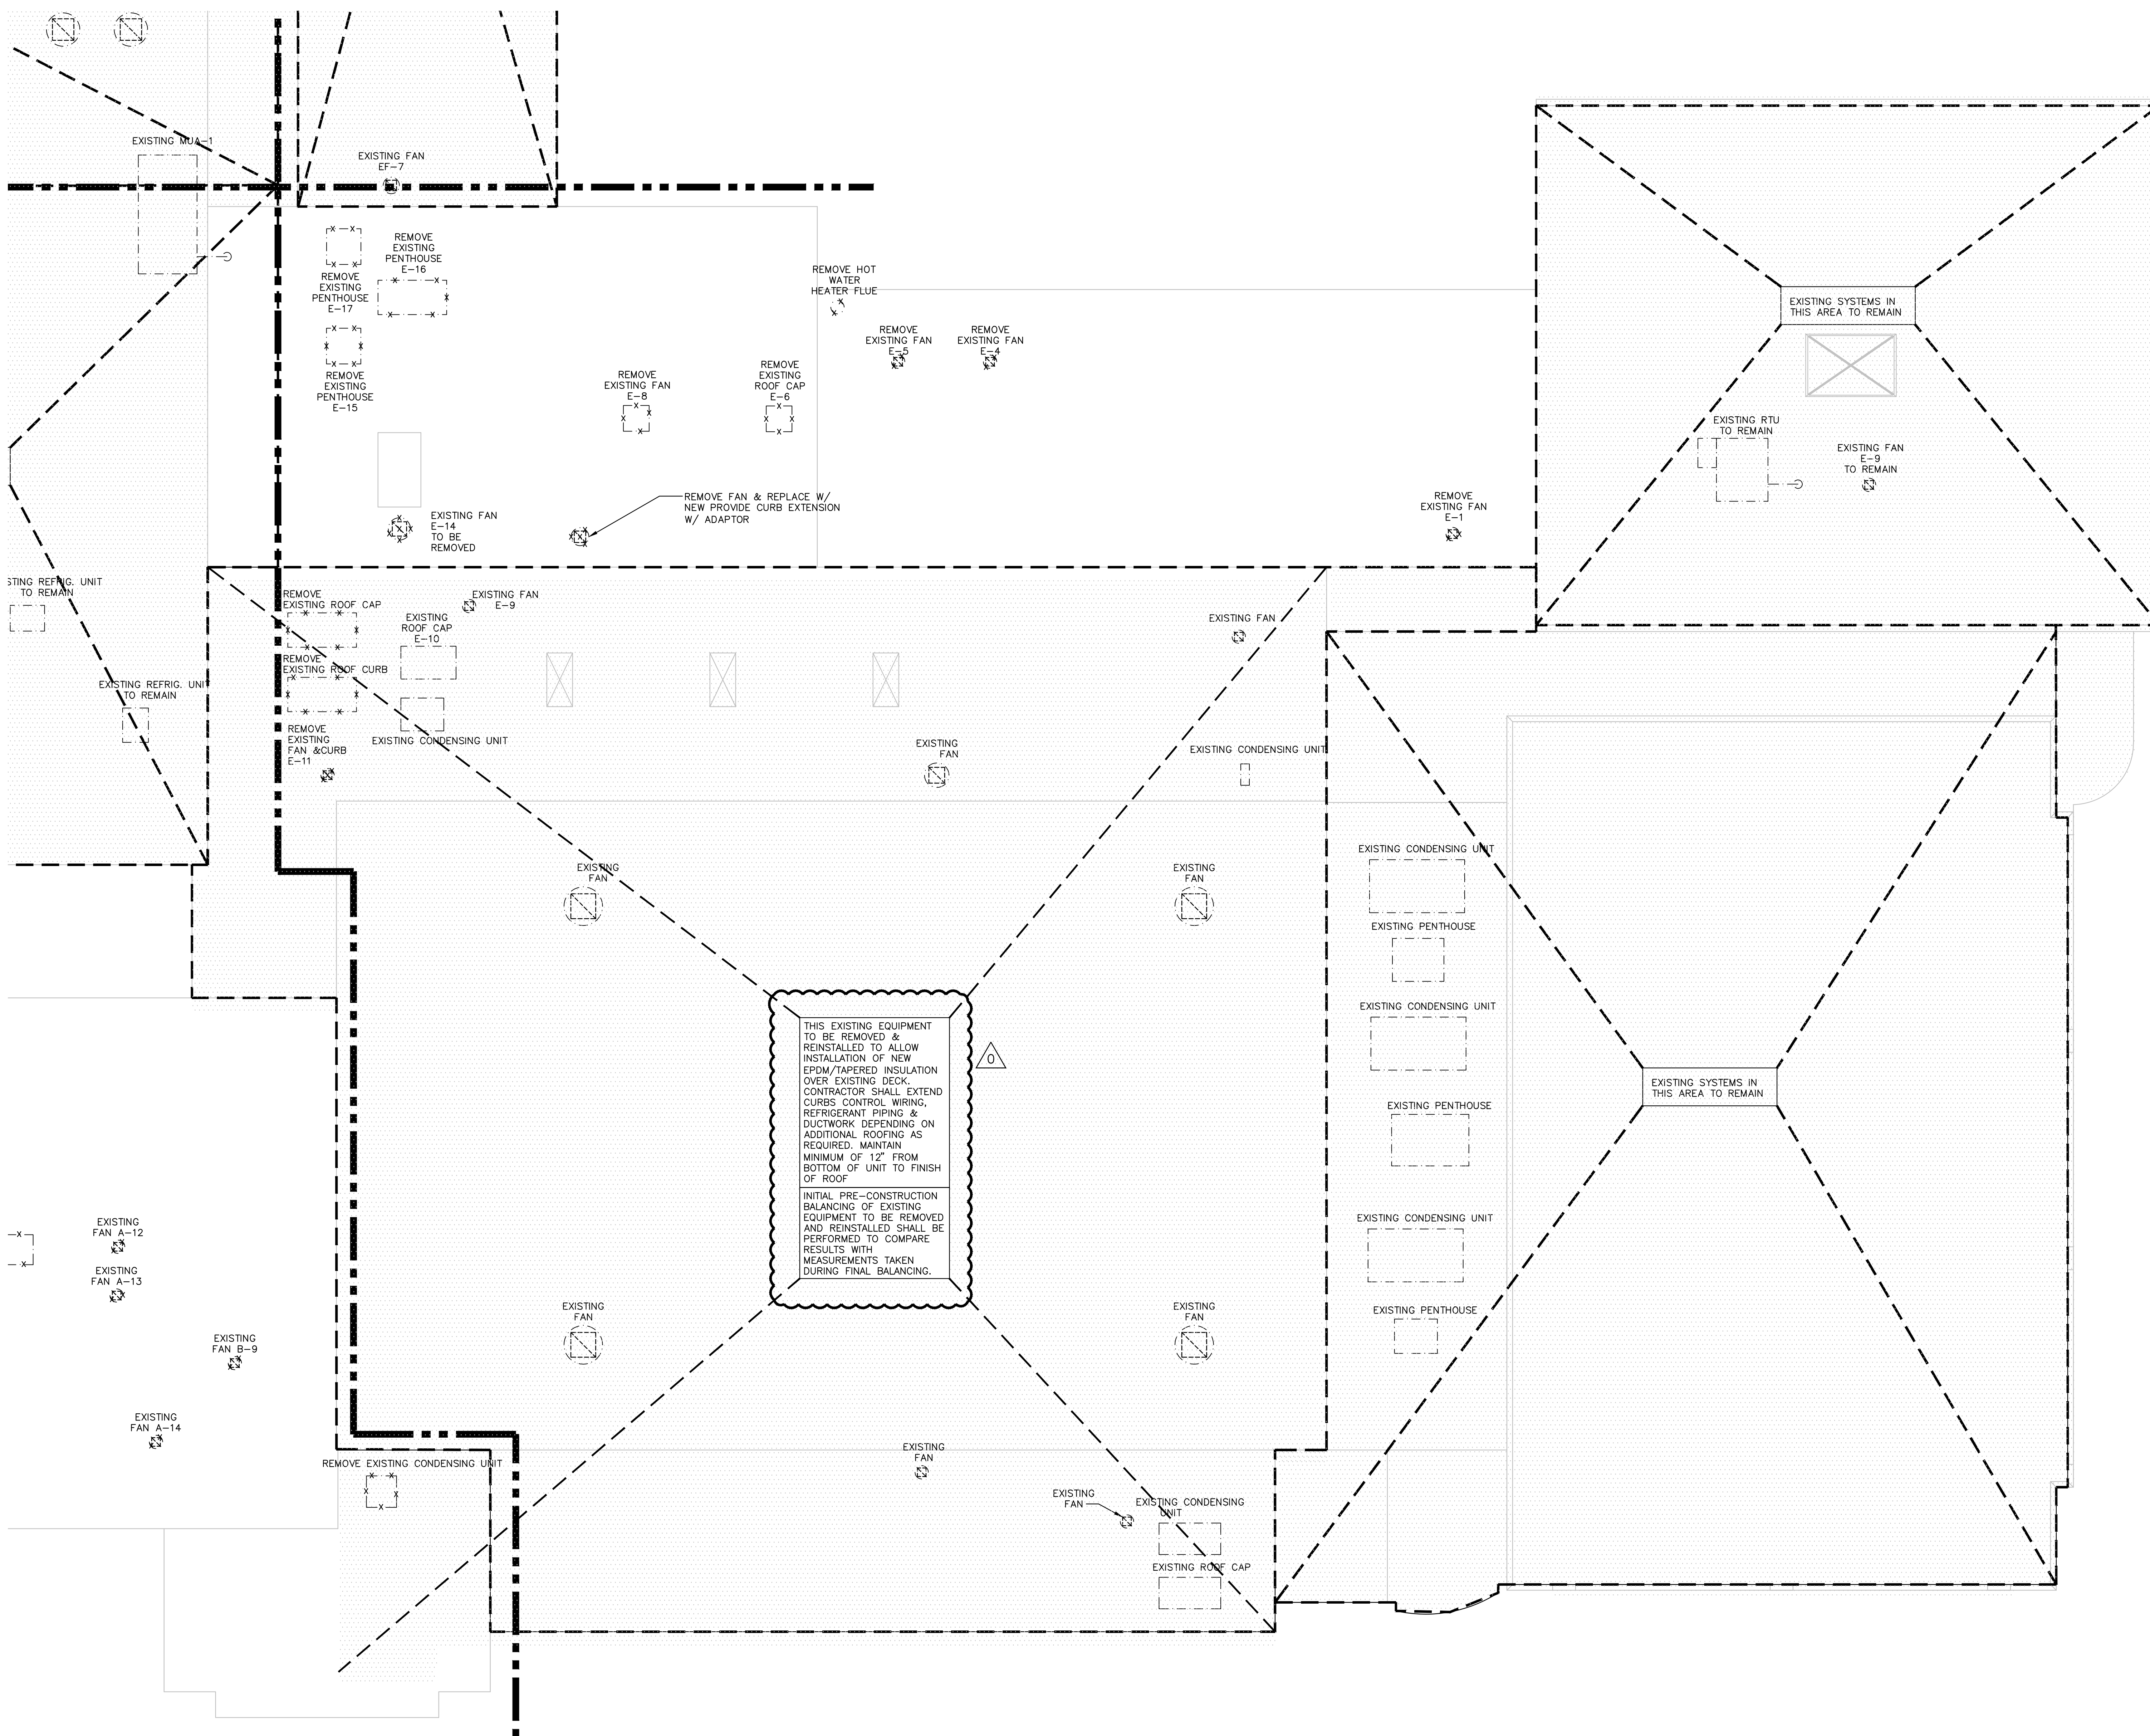 EXISTING MUA-1
EXISTING FAN
EF-7
REMOVE
EXISTING
PENTHOUSE
E-16
REMOVE
EXISTING
PENTHOUSE
E-17
REMOVE
EXISTING
PENTHOUSE
E-15
REMOVE HOT
WATER
HEATER FLUE
REMOVE
EXISTING FAN
E-5
REMOVE
EXISTING FAN
E-4
REMOVE
EXISTING FAN
E-8
REMOVE
EXISTING
ROOF CAP
E-6
EXISTING SYSTEMS IN
THIS AREA TO REMAIN
EXISTING RTU
TO REMAIN
EXISTING FAN
E-9
TO REMAIN
REMOVE FAN & REPLACE W/
NEW PROVIDE CURB EXTENSION
W/ ADAPTOR
EXISTING FAN
E-14
TO BE
REMOVED
REMOVE
EXISTING FAN
E-1
STING REFRIG. UNIT
TO REMAIN
REMOVE
EXISTING ROOF CAP
EXISTING FAN
E-9
EXISTING
ROOF CAP
E-10
EXISTING FAN
REMOVE
EXISTING ROOF CURB
EXISTING REFRIG. UNIT
TO REMAIN
REMOVE
EXISTING
FAN &CURB
E-11
EXISTING CONDENSING UNIT
EXISTING
FAN
EXISTING CONDENSING UNIT
EXISTING
FAN
EXISTING
FAN
EXISTING CONDENSING UNIT
EXISTING PENTHOUSE
EXISTING CONDENSING UNIT
THIS EXISTING EQUIPMENT
TO BE REMOVED &
REINSTALLED TO ALLOW
INSTALLATION OF NEW
EPDM/TAPERED INSULATION
OVER EXISTING DECK.
CONTRACTOR SHALL EXTEND
CURBS CONTROL WIRING,
REFRIGERANT PIPING &
DUCTWORK DEPENDING ON
ADDITIONAL ROOFING AS
REQUIRED. MAINTAIN
MINIMUM OF 12" FROM
BOTTOM OF UNIT TO FINISH
OF ROOF
INITIAL PRE-CONSTRUCTION
BALANCING OF EXISTING
EQUIPMENT TO BE REMOVED
AND REINSTALLED SHALL BE
PERFORMED TO COMPARE
RESULTS WITH
MEASUREMENTS TAKEN
DURING FINAL BALANCING.
0
EXISTING SYSTEMS IN
THIS AREA TO REMAIN
EXISTING PENTHOUSE
EXISTING CONDENSING UNIT
EXISTING PENTHOUSE
EXISTING
FAN A-12
EXISTING
FAN A-13
EXISTING
FAN B-9
EXISTING
FAN A-14
EXISTING
FAN
EXISTING
FAN
REMOVE EXISTING CONDENSING UNIT
EXISTING
FAN
EXISTING
FAN
EXISTING CONDENSING
UNIT
EXISTING ROOF CAP